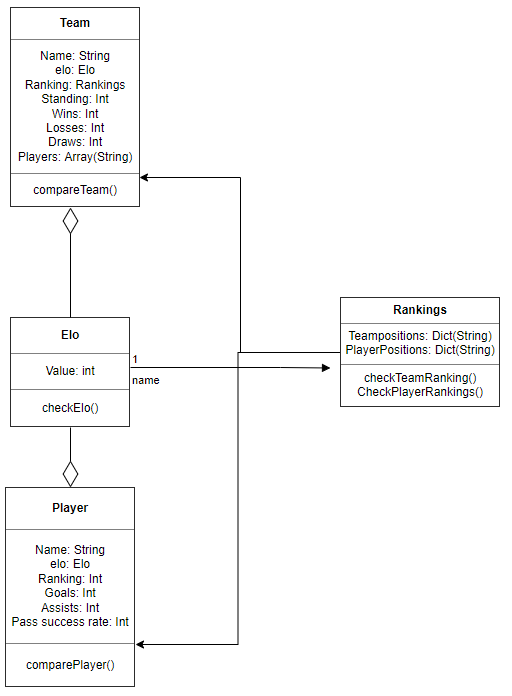 Team
Name: String
elo: Elo
Ranking: Rankings
Standing: Int
Wins: Int
Losses: Int
Draws: Int
Players: Array(String)
compareTeam()
Elo
Value: int
checkElo()
1
name
Rankings
Teampositions: Dict(String)
PlayerPositions: Dict(String)
checkTeamRanking()
CheckPlayerRankings()
Player
Name: String
elo: Elo
Ranking: Int
Goals: Int
Assists: Int
Pass success rate: Int
comparePlayer()